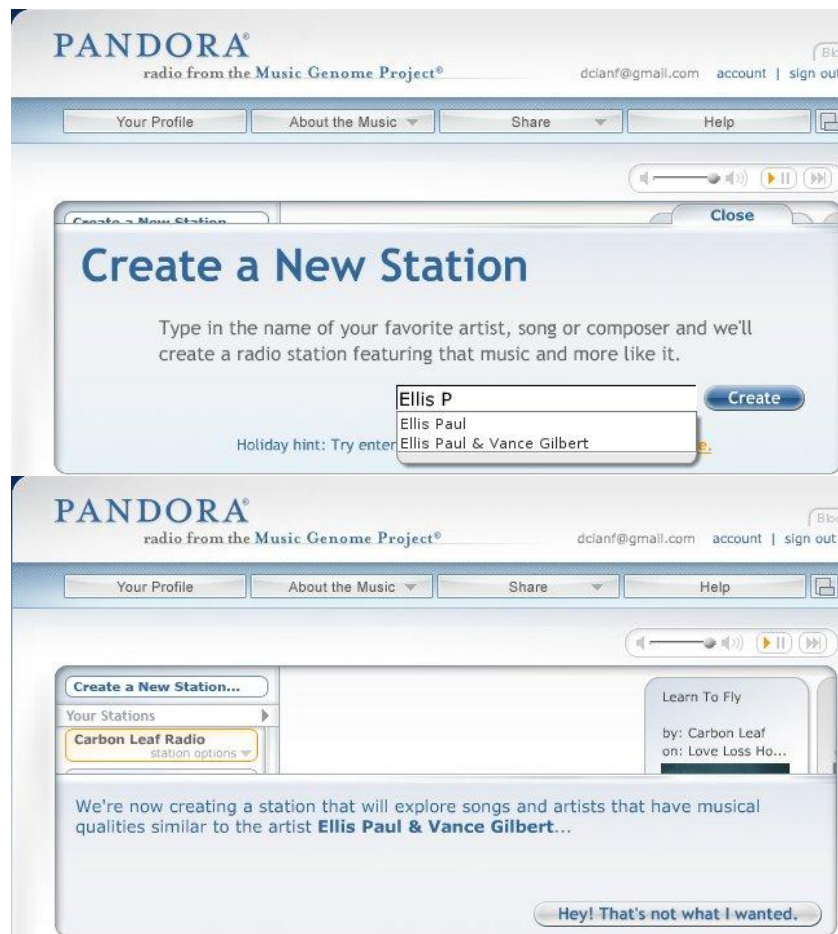 PANDORA®
radio from the Music Genome Project®
dcianf@gmail.com account | sign out
Your Profile About the Music Share Help
Create a New Station
Close
Create a New Station
Type in the name of your favorite artist, song or composer and we'll
create a radio station featuring that music and more like it.
Ellis P Create
Ellis Paul
Holiday hint: Try enter Ellis Paul & Vance Gilbert e.
PANDORA®
radio from the Music Genome Project®
dcianf@gmail.com account | sign out
Your Profile About the Music Share Help
Create a New Station...
Your Stations
Carbon Leaf Radio
station options
Learn To Fly
by: Carbon Leaf
on: Love Loss Ho...
We're now creating a station that will explore songs and artists that have musical
qualities similar to the artist Ellis Paul & Vance Gilbert...
Hey! That's not what I wanted.